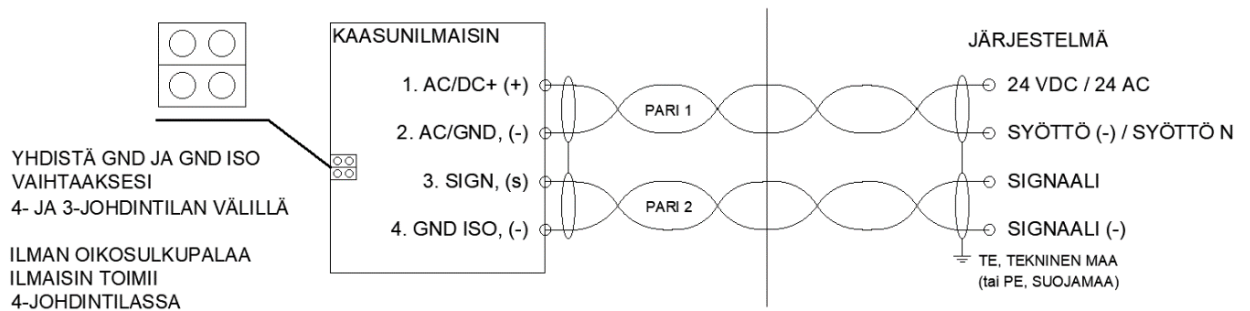 KAASUNILMAISIN
1. AC/DC+ (+)
2. AC/GND, (-)
3. SIGN, (s)
4. GND ISO, (-)
YHDISTÄ GND JA GND ISO
VAIHTAAKSESI
4- JA 3-JOHDINTILAN VÄLILLÄ
ILMAN OIKOSULKUPALAA
ILMAISIN TOIMII
4-JOHDINTILASSA
PARI 1
PARI 2
JÄRJESTELMÄ
24 VDC / 24 AC
SYÖTTÖ (-) / SYÖTTÖ N
SIGNAALI
SIGNAALI (-)
TE, TEKNINEN MAA
(tai PE, SUOJAMAA)